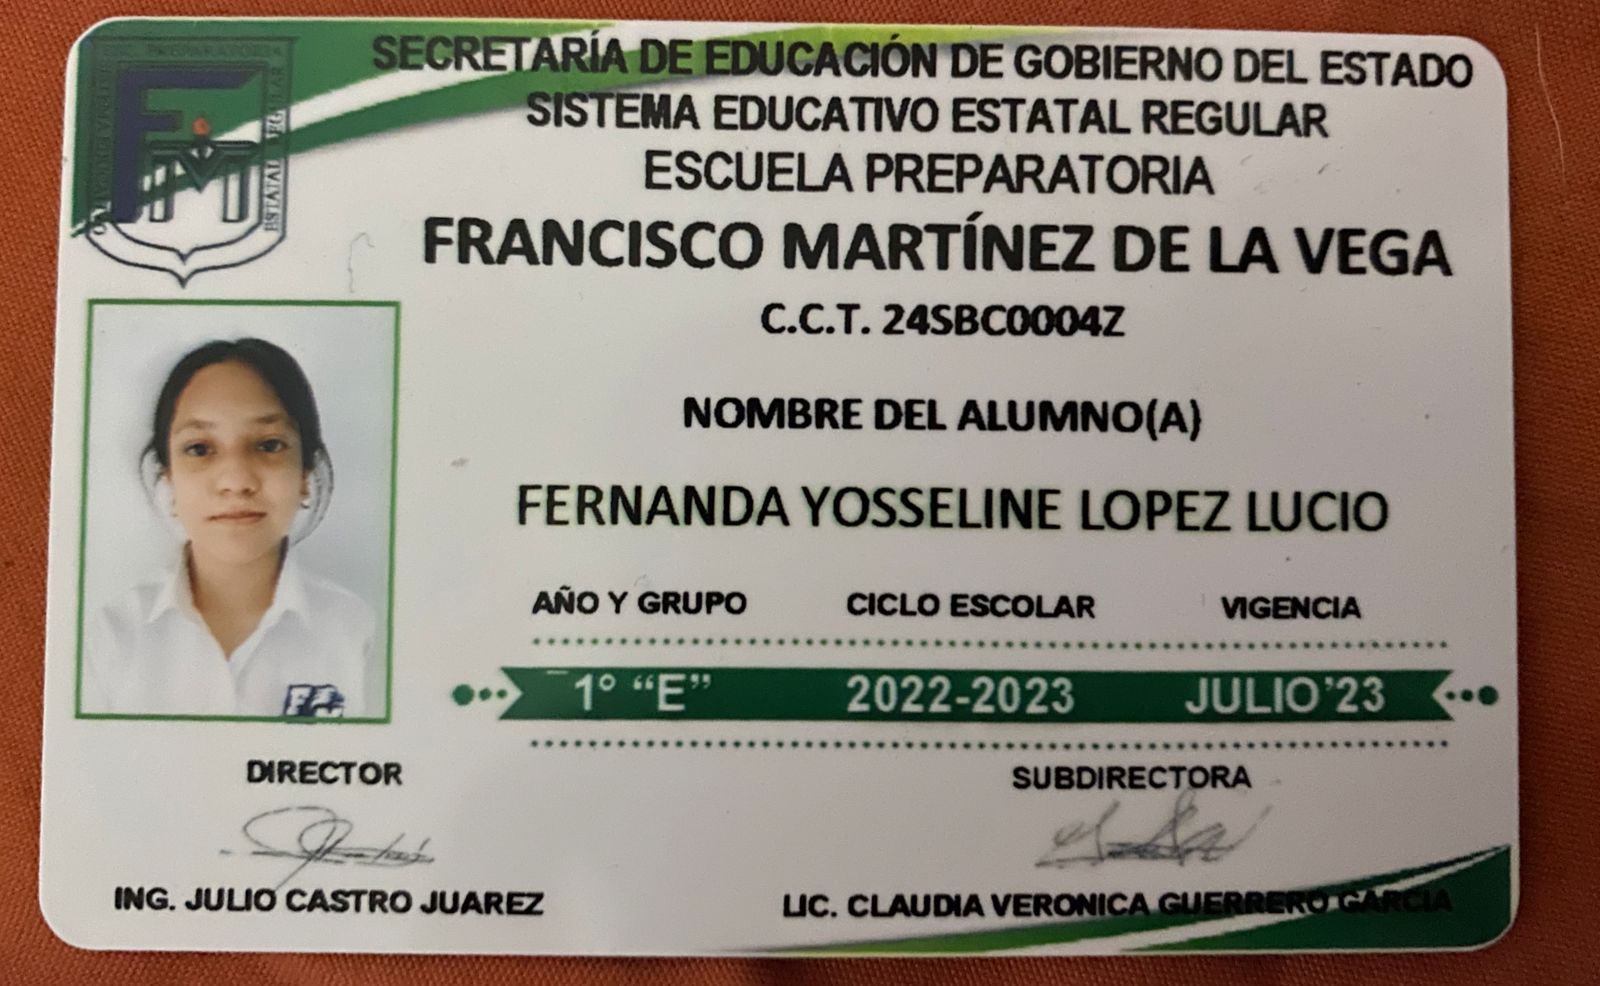 SECRETARÍA DE EDUCACIÓN DE GOBIERNO DEL ESTADO
SISTEMA EDUCATIVO ESTATAL REGULAR
ESCUELA PREPARATORIA
FRANCISCO MARTÍNEZ DE LA VEGA
C.C.T. 24SBC0004Z
NOMBRE DEL ALUMNO(A)
FERNANDA YOSSELINE LOPEZ LUCIO
AÑO Y GRUPO CICLO ESCOLAR VIGENCIA
1° “E” 2022-2023 JULIO’23
DIRECTOR SUBDIRECTORA
ING. JULIO CASTRO JUAREZ LIC. CLAUDIA VERONICA GUERRERO GARCIA